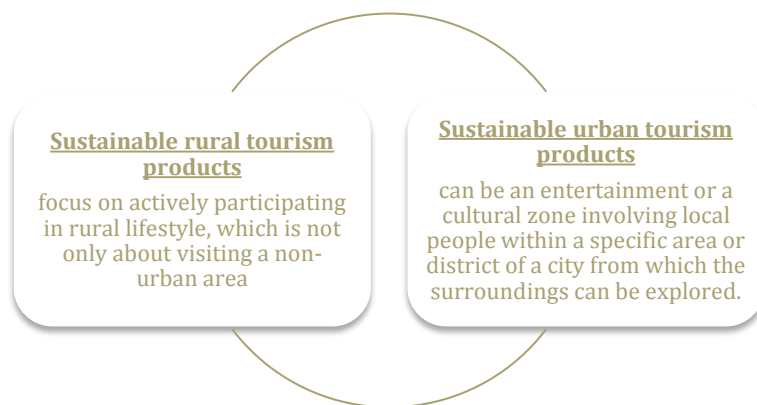 Sustainable rural tourism
products
focus on actively participating
in rural lifestyle, which is not
only about visiting a non-
urban area
Sustainable urban tourism
products
can be an entertainment or a
cultural zone involving local
people within a specific area or
district of a city from which the
surroundings can be explored.